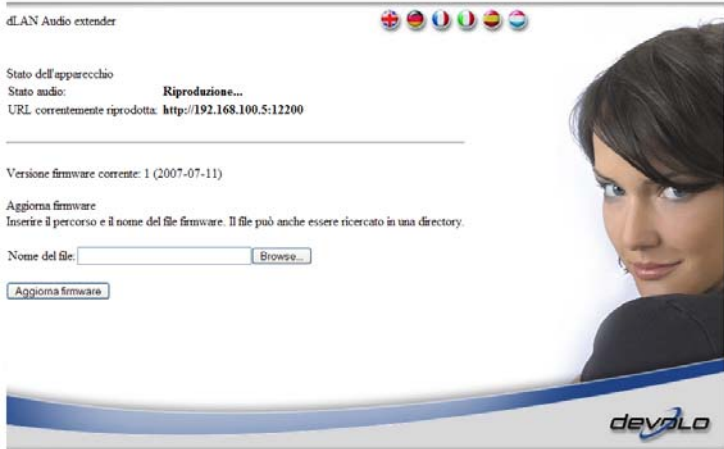 dLAN Audio extender
Stato dell'apparecchio
Stato audio: Riproduzione...
URL correntemente riprodotta: http://192.168.100.5:12200
Versione firmware corrente: 1 (2007-07-11)
Aggiorna firmware
Inserire il percorso e il nome del file firmware. Il file può anche essere ricercato in una directory.
Nome del file: Browse...
Aggiorna firmware
devolo